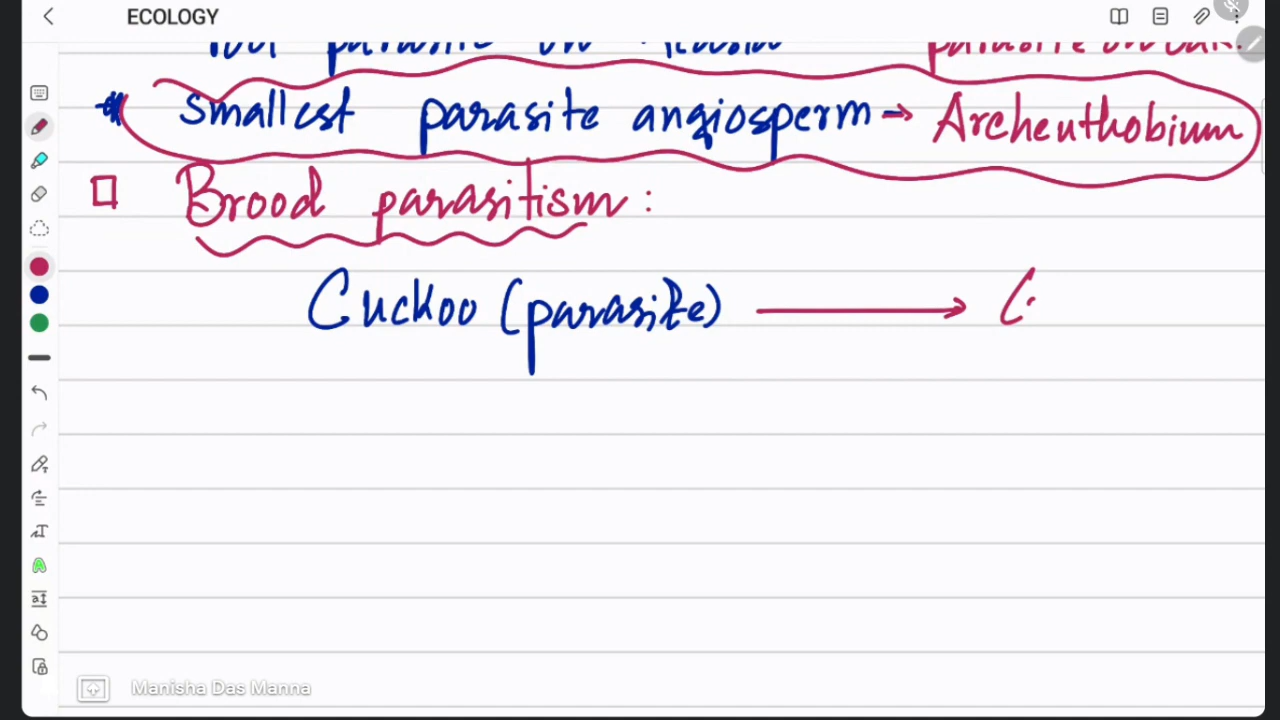 ECOLOGY
Smallest parasite angiosperm → Archeuthobium
Brood parasitism :
Cuckoo (parasite) → C
Manisha Das Manna